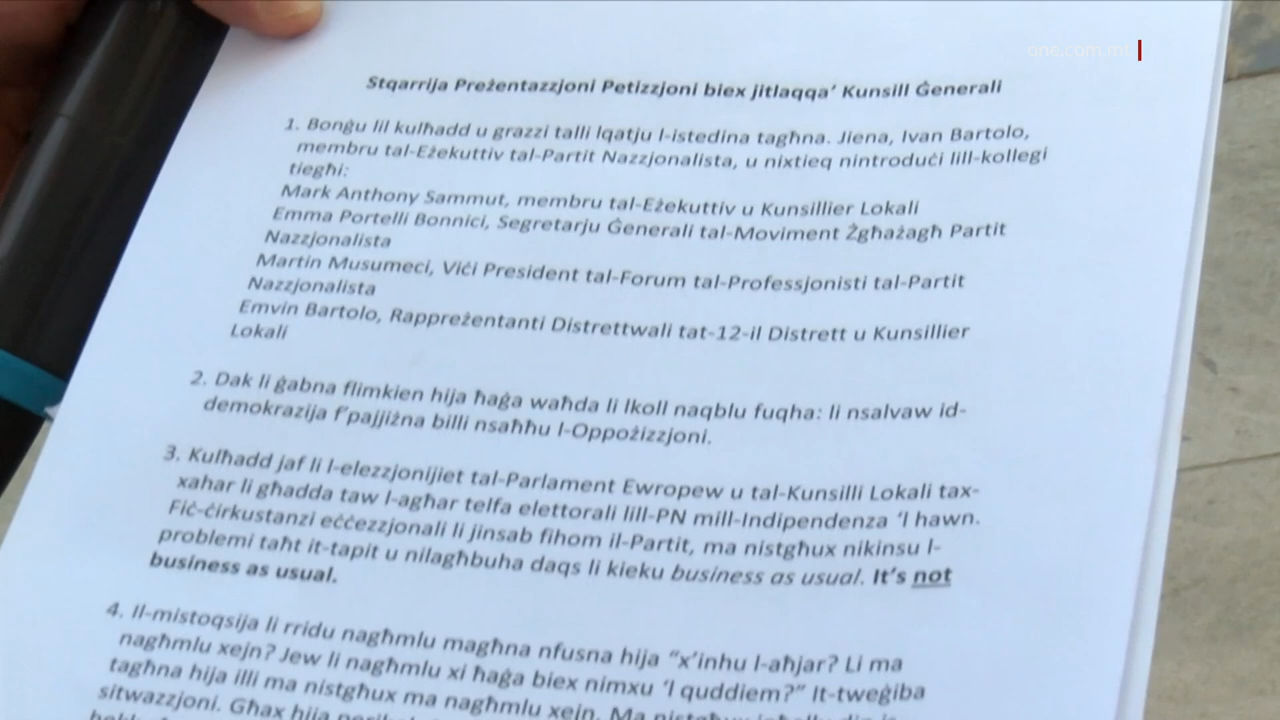 one.com.mt
Stqarrija Preżentazzjoni Petizzjoni biex jitlaqqa’ Kunsill Ġenerali
1. Bonġu lil kulħadd u grazzi talli lqatju l-istedina tagħna. Jiena, Ivan Bartolo,
membru tal-Eżekuttiv tal-Partit Nazzjonalista, u nixtieq nintroduċi lill-kollegi
tiegħi:
Mark Anthony Sammut, membru tal-Eżekuttiv u Kunsillier Lokali
Emma Portelli Bonnici, Segretarju Ġenerali tal-Moviment Żgħażagħ Partit
Nazzjonalista
Martin Musumeci, Viċi President tal-Forum tal-Professjonisti tal-Partit
Nazzjonalista
Emvin Bartolo, Rappreżentanti Distrettwali tat-12-il Distrett u Kunsillier
Lokali
2. Dak li ġabna flimkien hija ħaġa waħda li lkoll naqblu fuqha: li nsalvaw id-
demokrazija f’pajjiżna billi nsaħħu l-Oppożizzjoni.
3. Kulħadd jaf li l-elezzjonijiet tal-Parlament Ewropew u tal-Kunsilli Lokali tax-
xahar li għadda taw l-agħar telfa elettorali lill-PN mill-Indipendenza ‘l hawn.
Fiċ-ċirkustanzi eċċezzjonali li jinsab fihom il-Partit, ma nistgħux nikinsu l-
problemi taħt it-tapit u nilagħbuha daqs li kieku business as usual. It’s not
business as usual.
4. Il-mistoqsija li rridu nagħmlu magħna nfusna hija “x’inhu l-aħjar? Li ma
nagħmlu xejn? Jew li nagħmlu xi ħaġa biex nimxu ‘l quddiem?” It-tweġiba
tagħna hija illi ma nistgħux ma nagħmlu xejn. Ma
sitwazzjoni. Għax hija